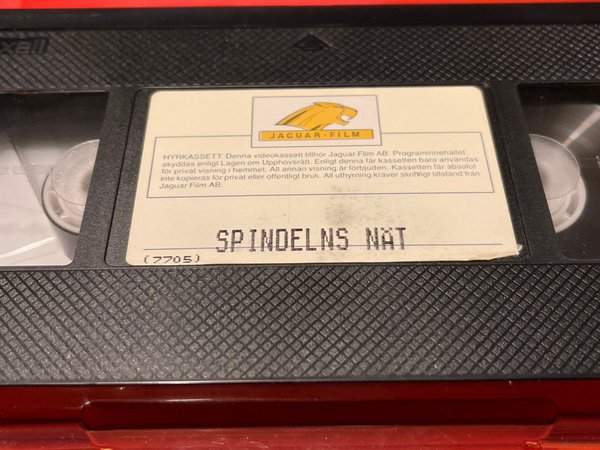 maxell
JAGUAR·FILM
HYRKASSETT. Denna videokassett tillhör Jaguar Film AB. Programinnehållet
skyddas enligt Lagen om Upphovsrätt. Enligt denna får kassetten bara användas
för privat visning i hemmet. All annan visning är förbjuden. Kassetten får absolut
inte kopieras för privat eller offentligt bruk. All uthyrning kräver skriftligt tillstånd från
Jaguar Film AB.
SPINDELNS NÄT
(7705)